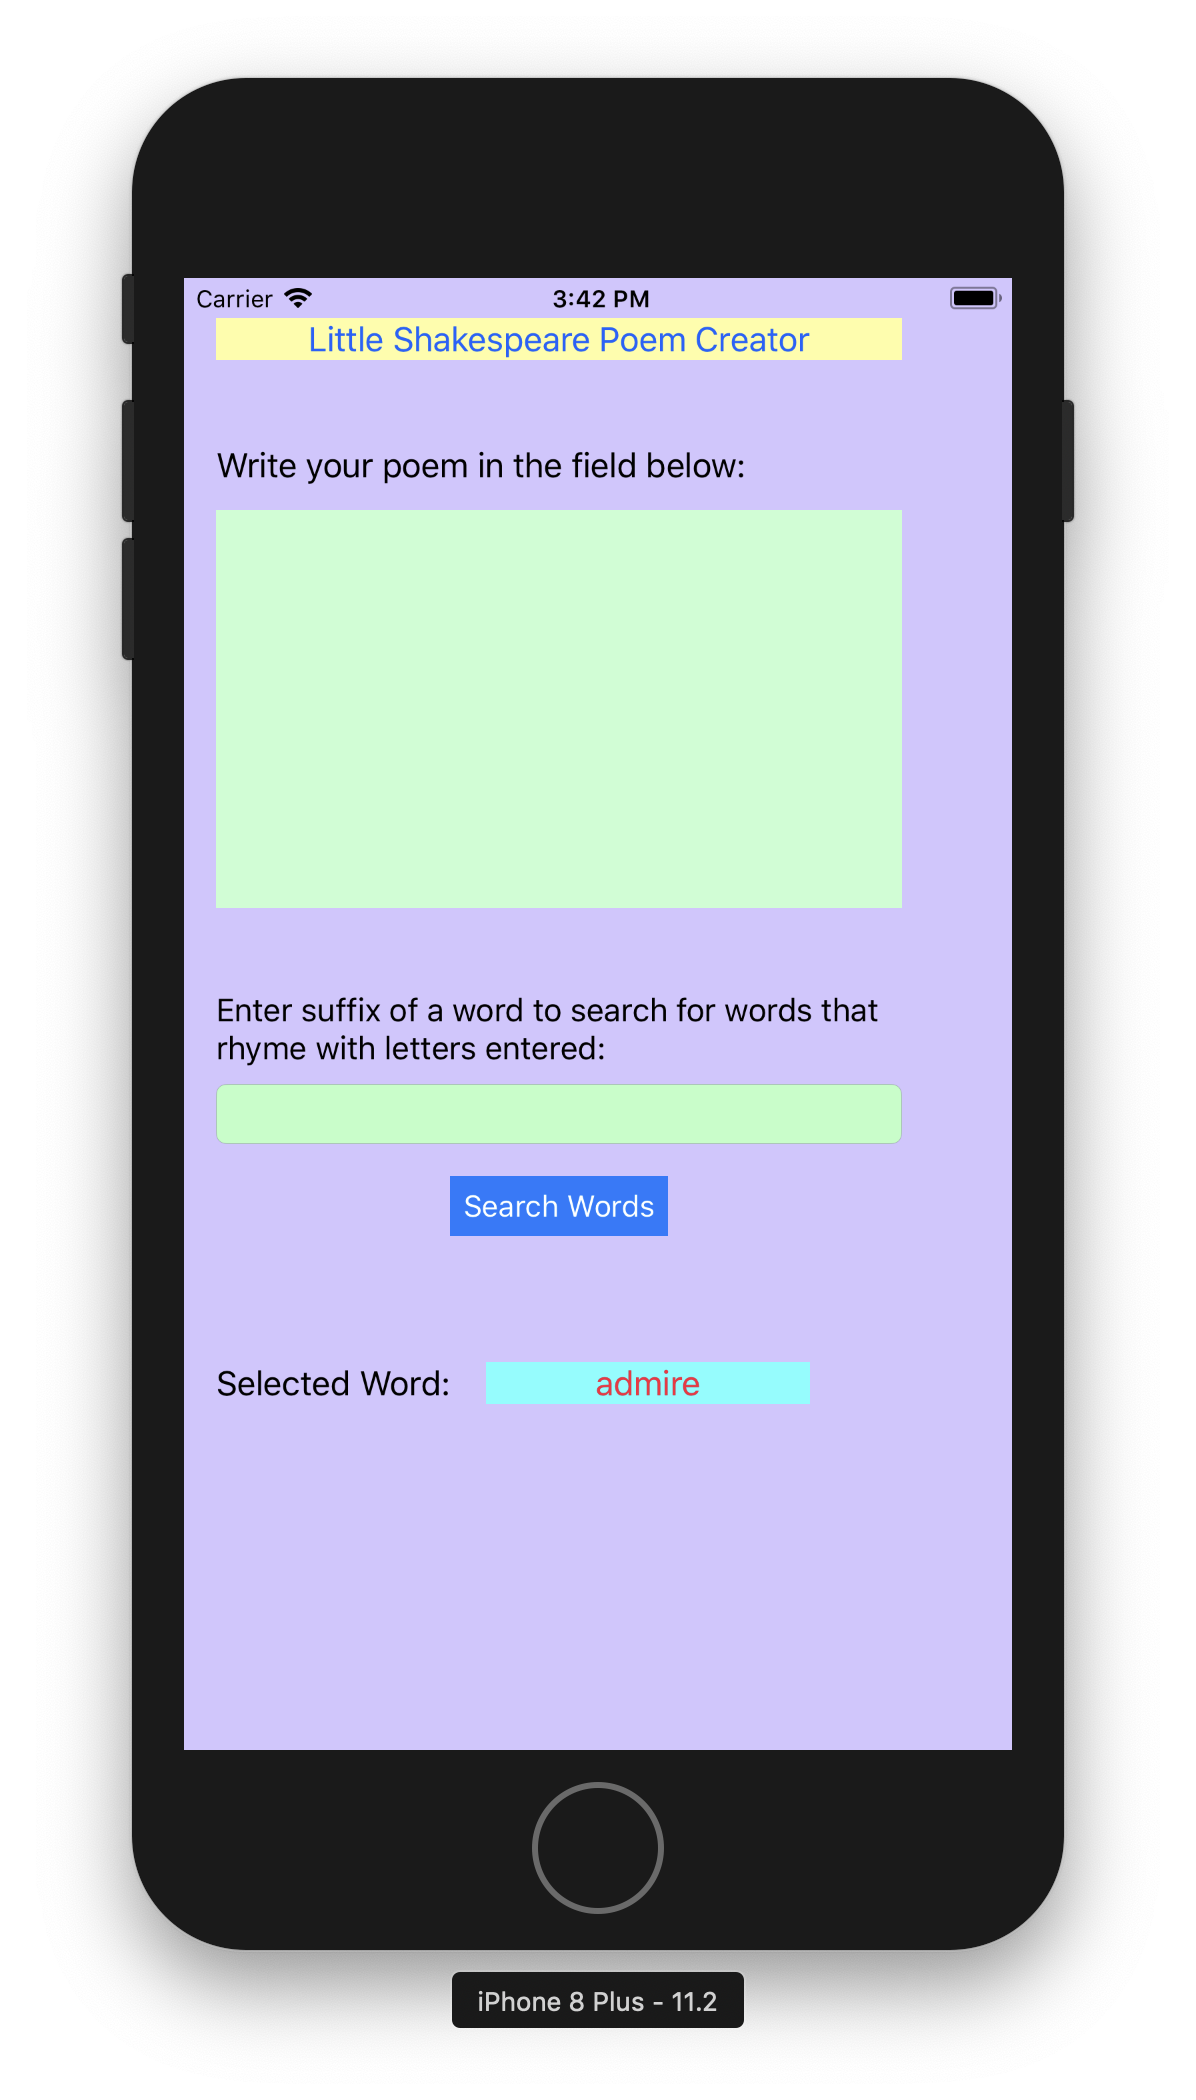 Carrier 3:42 PM
Little Shakespeare Poem Creator
Write your poem in the field below:
Enter suffix of a word to search for words that
rhyme with letters entered:
Search Words
Selected Word: admire
iPhone 8 Plus - 11.2